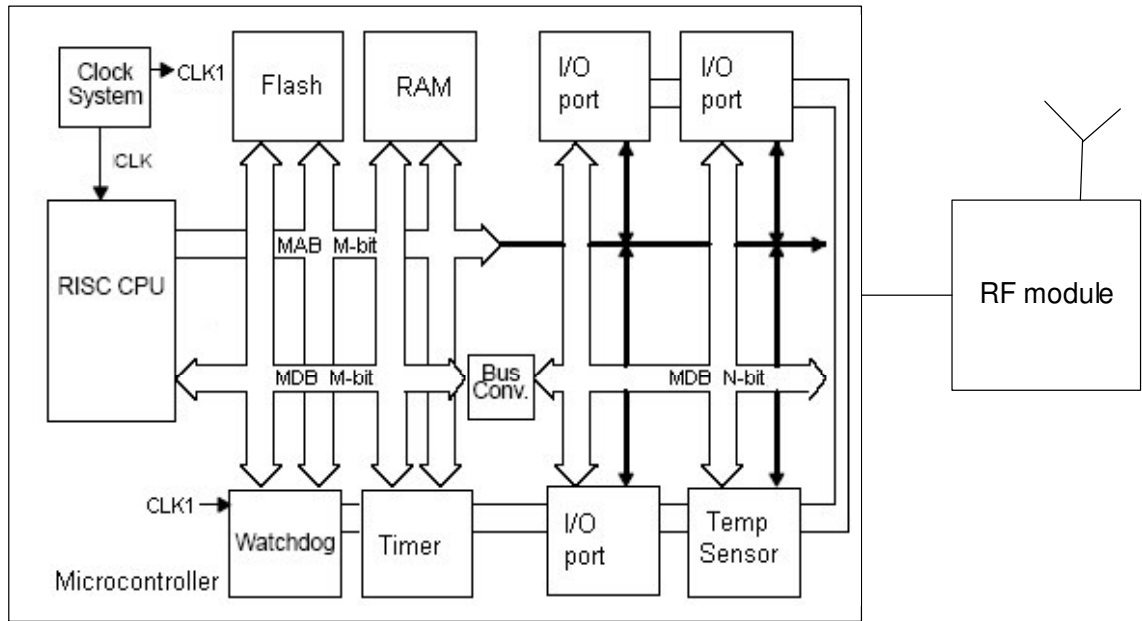 Clock
System
CLK1
Flash
RAM
I/O
port
I/O
port
CLK
RISC CPU
MAB M-bit
RF module
MDB M-bit
Bus
Conv.
MDB N-bit
CLK1
Watchdog
Timer
I/O
port
Temp
Sensor
Microcontroller